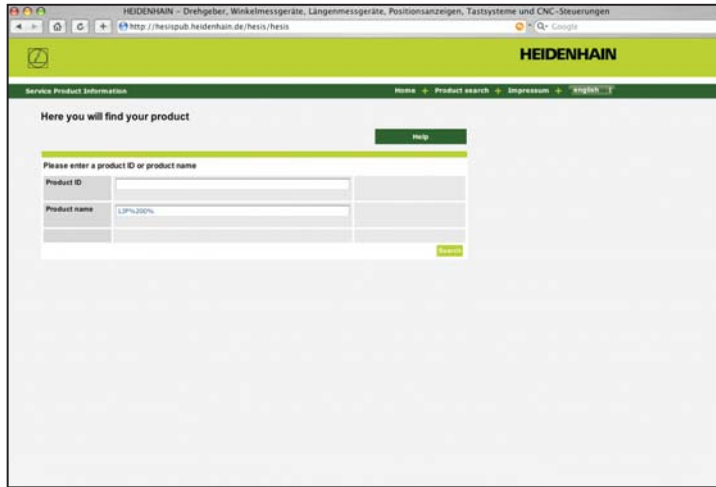 HEIDENHAIN – Drehgeber, Winkelmessgeräte, Längenmessgeräte, Positionsanzeigen, Tastsysteme und CNC-Steuerungen
http://hesispub.heidenhain.de/hesis/hesis
Google
HEIDENHAIN
Service Product Information
Home + Product search + Impressum + english
Here you will find your product
Help
Please enter a product ID or product name
Product ID
Product name
LIP%200%
Search